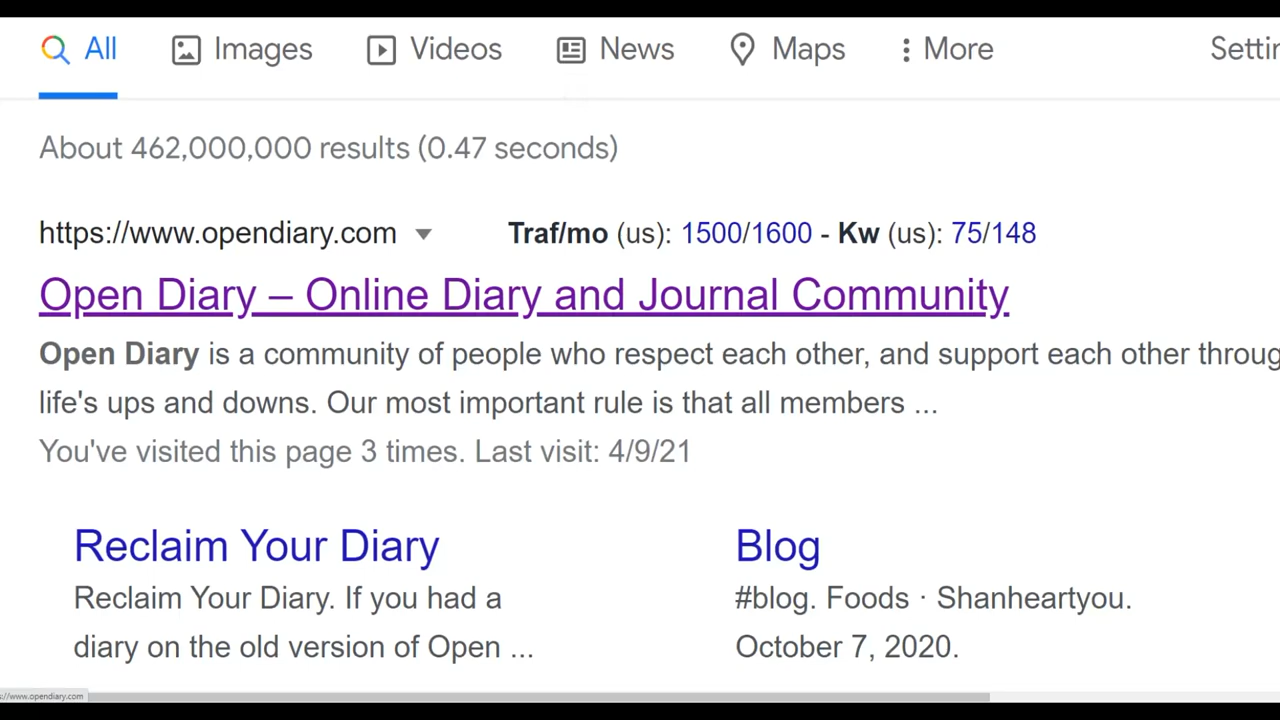 All Images Videos News Maps More Settin
About 462,000,000 results (0.47 seconds)
https://www.opendiary.com Traf/mo (us): 1500/1600 - Kw (us): 75/148
Open Diary – Online Diary and Journal Community
Open Diary is a community of people who respect each other, and support each other throug
life's ups and downs. Our most important rule is that all members ...
You've visited this page 3 times. Last visit: 4/9/21
Reclaim Your Diary
Reclaim Your Diary. If you had a
diary on the old version of Open ...
Blog
#blog. Foods · Shanheartyou.
October 7, 2020.
s://www.opendiary.com